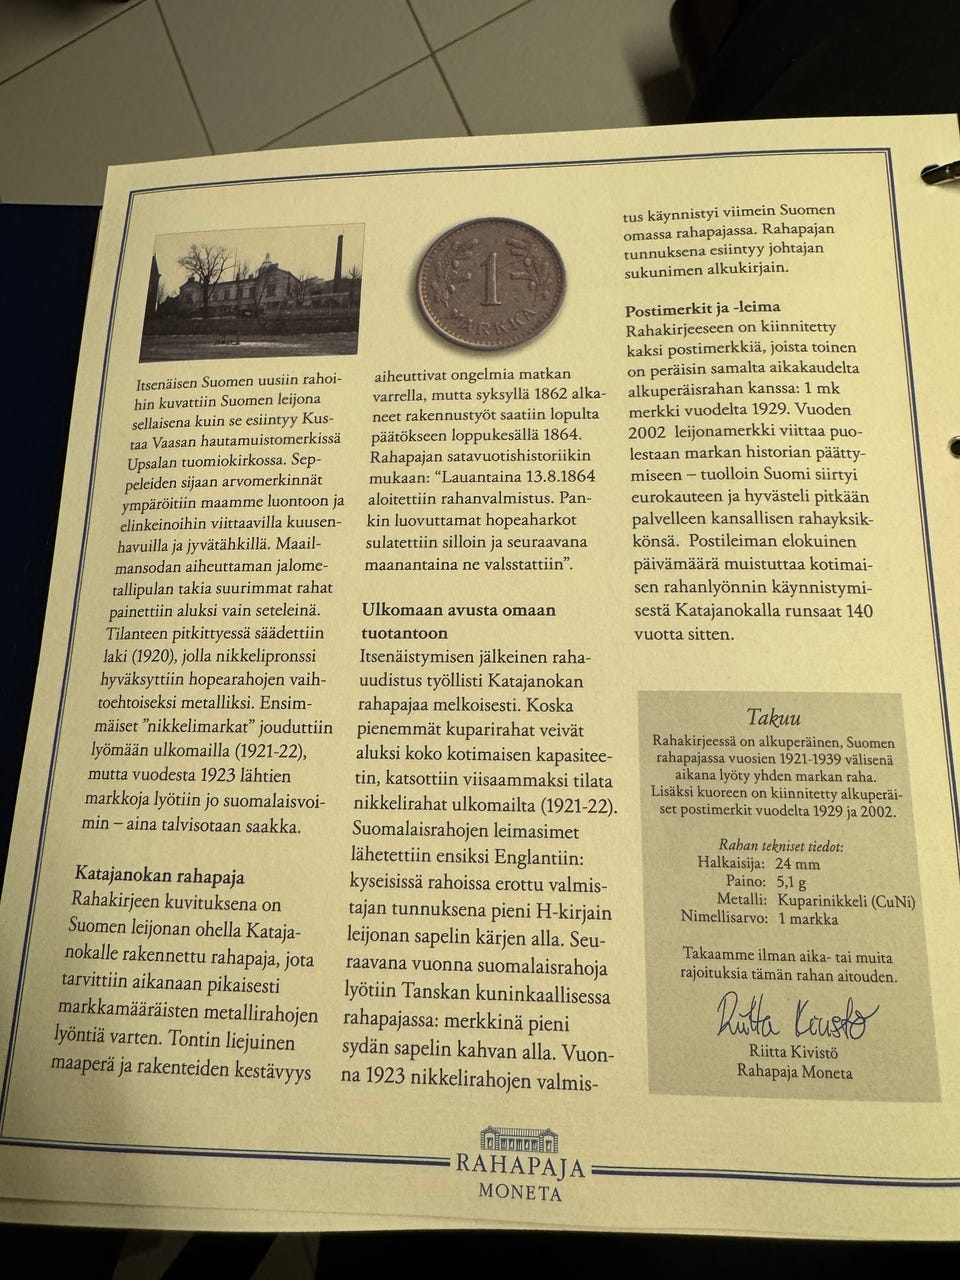 1
MARKKA
Itsenäisen Suomen uusiin rahoi-
hin kuvattiin Suomen leijona
sellaisena kuin se esiintyy Kus-
taa Vaasan hautamuistomerkissä
Upsalan tuomiokirkossa. Sep-
peleiden sijaan arvomerkinnät
ympäröitiin maamme luontoon ja
elinkeinoihin viittaavilla kuusen-
havuilla ja jyvätähkillä. Maail-
mansodan aiheuttaman jalome-
tallipulan takia suurimmat rahat
painettiin aluksi vain seteleinä.
Tilanteen pitkittyessä säädettiin
laki (1920), jolla nikkelipronssi
hyväksyttiin hopearahojen vaih-
toehtoiseksi metalliksi. Ensim-
mäiset ”nikkelimarkat” jouduttiin
lyömään ulkomailla (1921-22),
mutta vuodesta 1923 lähtien
markkoja lyötiin jo suomalaisvoi-
min – aina talvisotaan saakka.
Katajanokan rahapaja
Rahakirjeen kuvituksena on
Suomen leijonan ohella Kataja-
nokalle rakennettu rahapaja, jota
tarvittiin aikanaan pikaisesti
markkamääräisten metallirahojen
lyöntiä varten. Tontin liejuinen
maaperä ja rakenteiden kestävyys
aiheuttivat ongelmia matkan
varrella, mutta syksyllä 1862 alka-
neet rakennustyöt saatiin lopulta
päätökseen loppukesällä 1864.
Rahapajan satavuotishistoriikin
mukaan: “Lauantaina 13.8.1864
aloitettiin rahanvalmistus. Pan-
kin luovuttamat hopeaharkot
sulatettiin silloin ja seuraavana
maanantaina ne valsstattiin”.
Ulkomaan avusta omaan
tuotantoon
Itsenäistymisen jälkeinen raha-
uudistus työllisti Katajanokan
rahapajaa melkoisesti. Koska
pienemmät kuparirahat veivät
aluksi koko kotimaisen kapasitee-
tin, katsottiin viisaammaksi tilata
nikkelirahat ulkomailta (1921-22).
Suomalaisrahojen leimasimet
lähetettiin ensiksi Englantiin:
kyseisissä rahoissa erottu valmis-
tajan tunnuksena pieni H-kirjain
leijonan sapelin kärjen alla. Seu-
raavana vuonna suomalaisrahoja
lyötiin Tanskan kuninkaallisessa
rahapajassa: merkkinä pieni
sydän sapelin kahvan alla. Vuon-
na 1923 nikkelirahojen valmis-
tus käynnistyi viimein Suomen
omassa rahapajassa. Rahapajan
tunnuksena esiintyy johtajan
sukunimen alkukirjain.
Postimerkit ja -leima
Rahakirjeeseen on kiinnitetty
kaksi postimerkkiä, joista toinen
on peräisin samalta aikakaudelta
alkuperäisrahan kanssa: 1 mk
merkki vuodelta 1929. Vuoden
2002 leijonamerkki viittaa puo-
lestaan markan historian päätty-
miseen – tuolloin Suomi siirtyi
eurokauteen ja hyvästeli pitkään
palvelleen kansallisen rahayksik-
könsä. Postileiman elokuinen
päivämäärä muistuttaa kotimai-
sen rahanlyönnin käynnistymi-
sestä Katajanokalla runsaat 140
vuotta sitten.
Takuu
Rahakirjeessä on alkuperäinen, Suomen
rahapajassa vuosien 1921-1939 välisenä
aikana lyöty yhden markan raha.
Lisäksi kuoreen on kiinnitetty alkuperäi-
set postimerkit vuodelta 1929 ja 2002.
Rahan tekniset tiedot:
Halkaisija: 24 mm
Paino: 5,1 g
Metalli: Kuparinikkeli (CuNi)
Nimellisarvo: 1 markka
Takaamme ilman aika- tai muita
rajoituksia tämän rahan aitouden.
Riitta Kivistö
Riitta Kivistö
Rahapaja Moneta
RAHAPAJA
MONETA